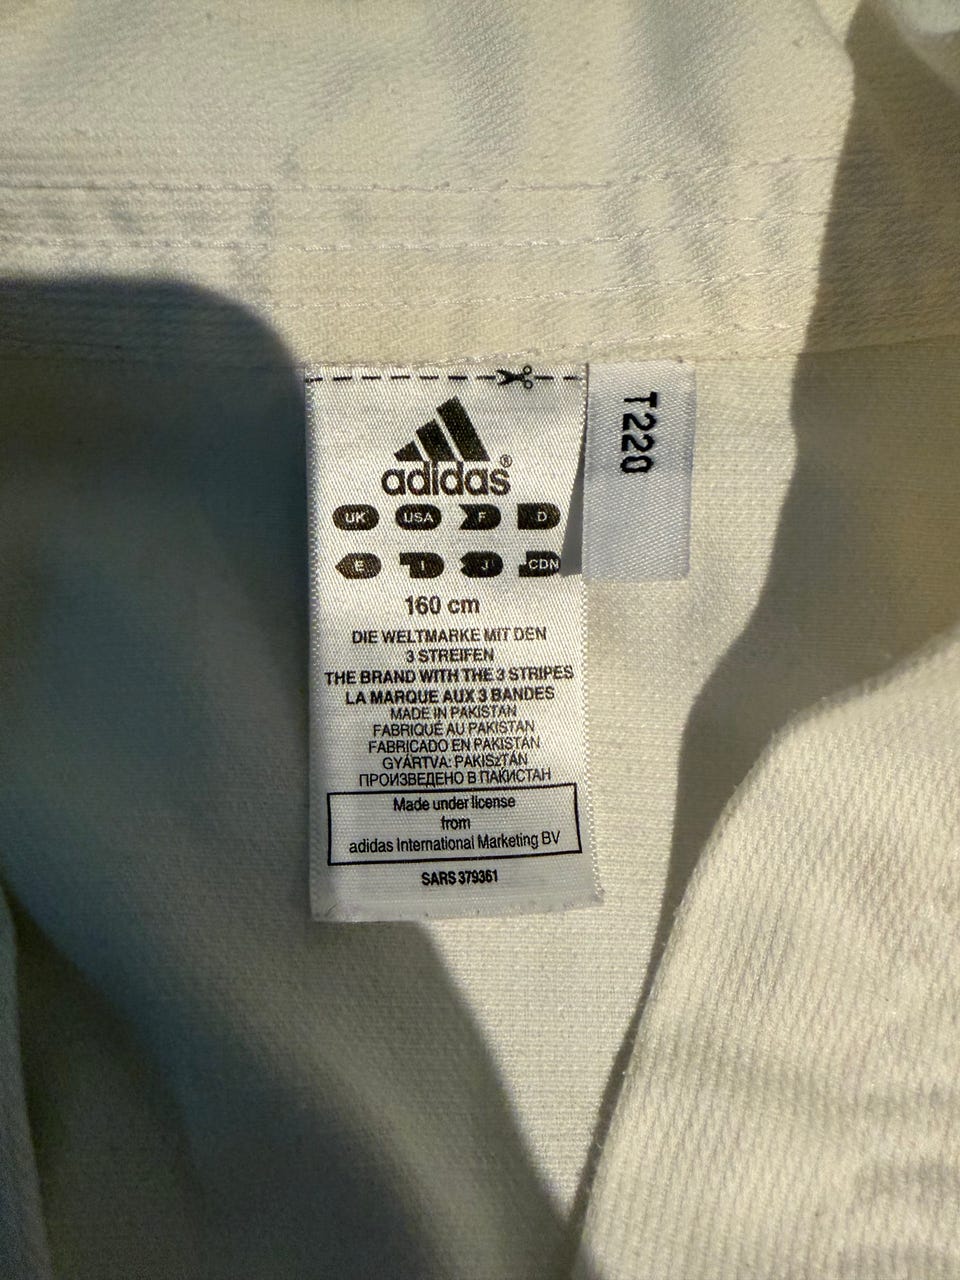 adidas®
UK USA F D
E I J CDN
160 cm
DIE WELTMARKE MIT DEN
3 STREIFEN
THE BRAND WITH THE 3 STRIPES
LA MARQUE AUX 3 BANDES
MADE IN PAKISTAN
FABRIQUÉ AU PAKISTAN
FABRICADO EN PAKISTÁN
GYÁRTVA: PAKISZTÁN
ПРОИЗВЕДЕНО В ПАКИСТАН
Made under license
from
adidas International Marketing BV
SARS 379361
T220